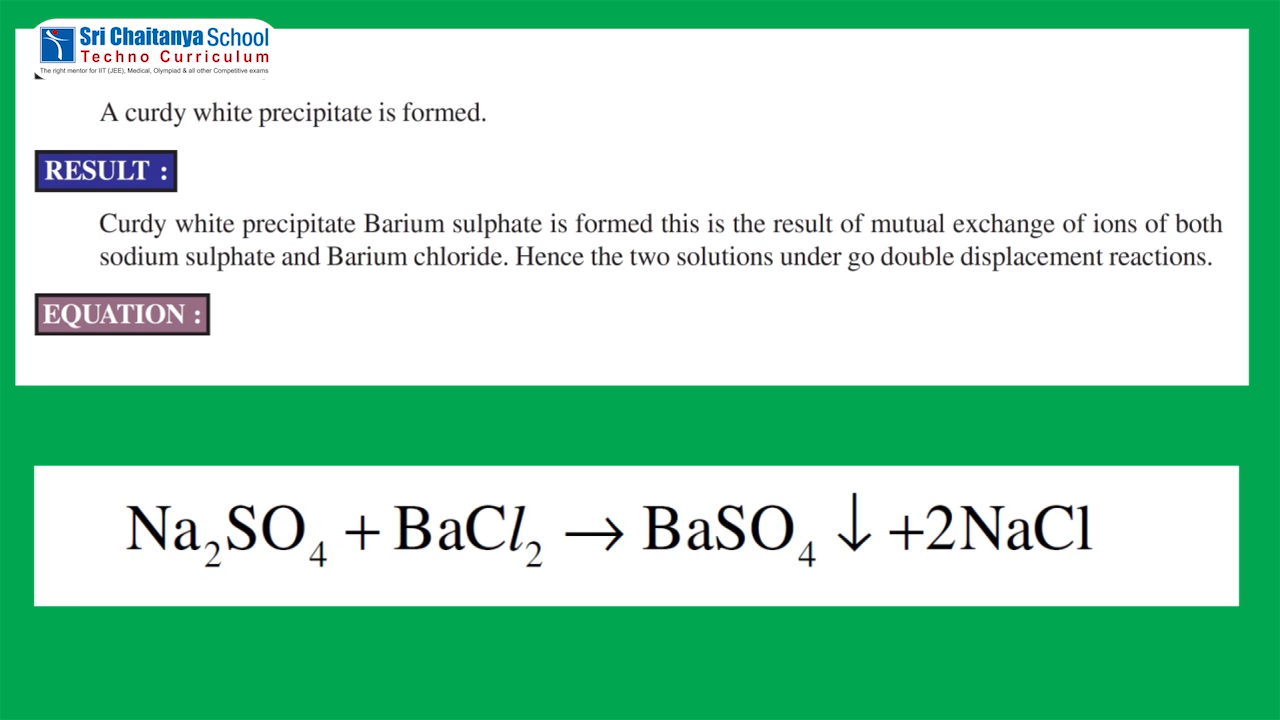 Sri Chaitanya School
Techno Curriculum
The right mentor for IIT (JEE), Medical, Olympiad & all other Competitive exams
A curdy white precipitate is formed.
RESULT :
Curdy white precipitate Barium sulphate is formed this is the result of mutual exchange of ions of both
sodium sulphate and Barium chloride. Hence the two solutions under go double displacement reactions.
EQUATION :
Na₂SO₄ + BaCl₂ → BaSO₄ ↓ +2NaCl